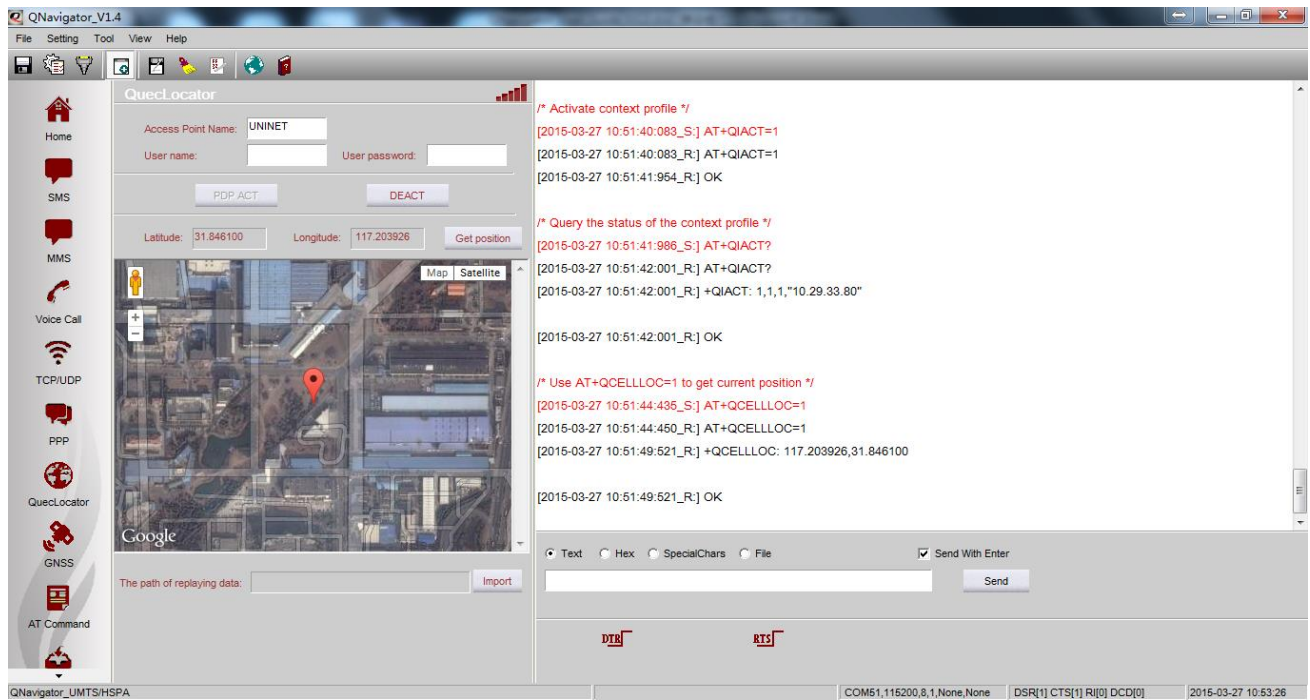 QNavigator_V1.4
File Setting Tool View Help
Home
SMS
MMS
Voice Call
TCP/UDP
PPP
QuecLocator
GNSS
AT Command
QuecLocator
Access Point Name: UNINET
User name: User password:
PDP ACT DEACT
Latitude: 31.846100 Longitude: 117.203926 Get position
Map Satellite
Google
The path of replaying data: Import
/* Activate context profile */
[2015-03-27 10:51:40:083_S:] AT+QIACT=1
[2015-03-27 10:51:40:083_R:] AT+QIACT=1
[2015-03-27 10:51:41:954_R:] OK
/* Query the status of the context profile */
[2015-03-27 10:51:41:986_S:] AT+QIACT?
[2015-03-27 10:51:42:001_R:] AT+QIACT?
[2015-03-27 10:51:42:001_R:] +QIACT: 1,1,1,"10.29.33.80"
[2015-03-27 10:51:42:001_R:] OK
/* Use AT+QCELLLOC=1 to get current position */
[2015-03-27 10:51:44:435_S:] AT+QCELLLOC=1
[2015-03-27 10:51:44:450_R:] AT+QCELLLOC=1
[2015-03-27 10:51:49:521_R:] +QCELLLOC: 117.203926,31.846100
[2015-03-27 10:51:49:521_R:] OK
Text Hex SpecialChars File Send With Enter
Send
DTR RTS
QNavigator_UMTS/HSPA COM51,115200,8,1,None,None DSR[1] CTS[1] RI[0] DCD[0] 2015-03-27 10:53:26